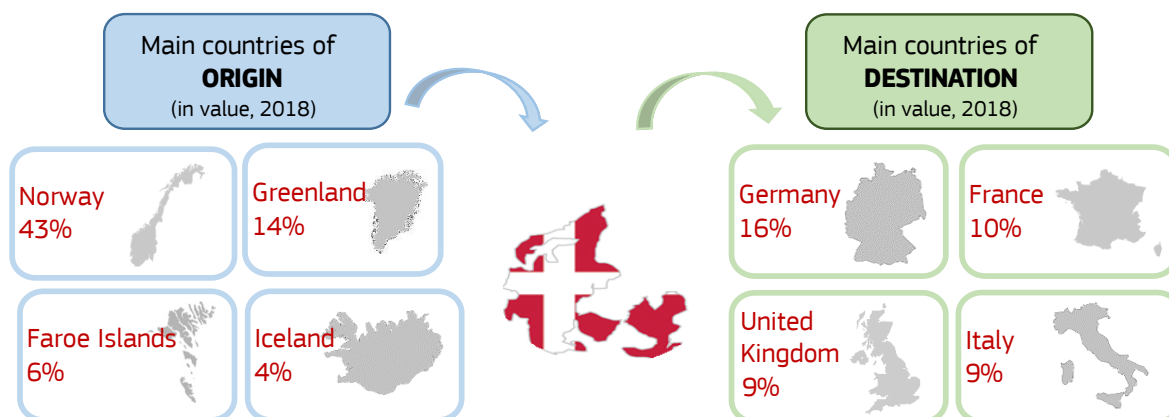 Main countries of
ORIGIN
(in value, 2018)
Main countries of
DESTINATION
(in value, 2018)
Norway
43%
Greenland
14%
Germany
16%
France
10%
Faroe Islands
6%
Iceland
4%
United
Kingdom
9%
Italy
9%